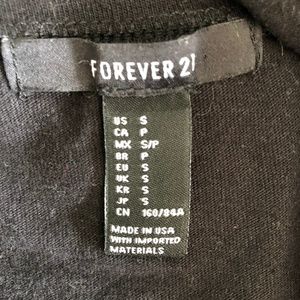 FOREVER 21
US S
CA P
MX S/P
BR P
EU S
UK S
KR S
JP S
CN 160/84A
MADE IN USA
WITH IMPORTED
MATERIALS